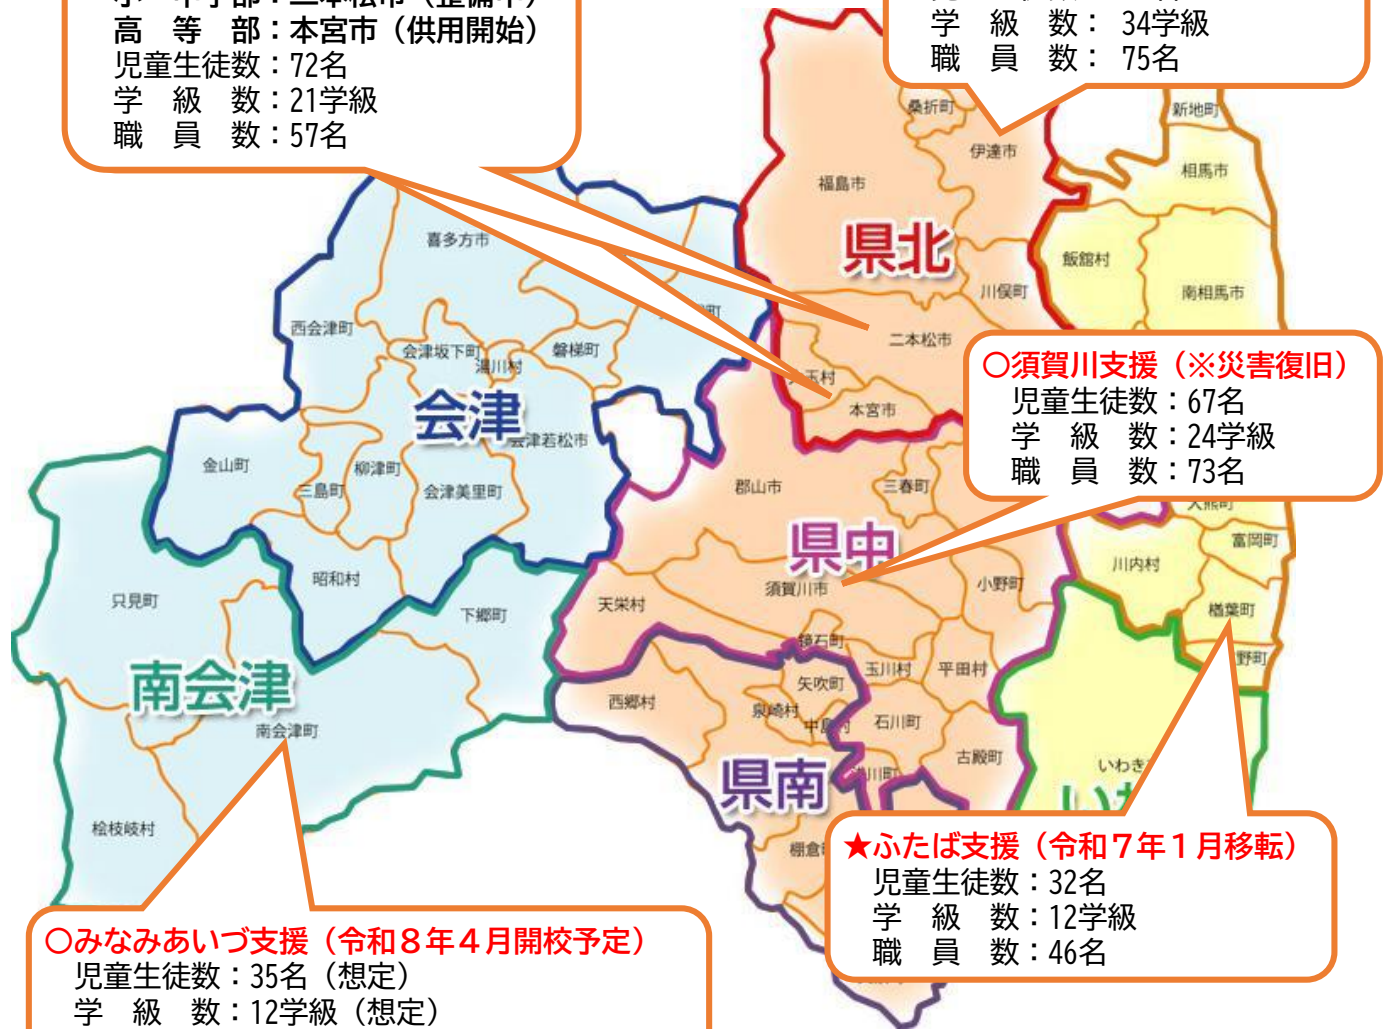 高　等　部：本宮市（供用開始）
児童生徒数：72名
学　級　数：21学級
職　員　数：57名
学　級　数： 34学級
職　員　数： 75名
桑折町
新地町
伊達市
相馬市
福島市
喜多方市
県北
飯舘村
川俣町
南相馬市
西会津町
二本松市
会津坂下町
磐梯町
湯川村
玉村
本宮市
会津
会津若松市
○須賀川支援（※災害復旧）
児童生徒数：67名
学　級　数：24学級
職　員　数：73名
金山町
柳津町
三島町
会津美里町
郡山市
三春町
大熊町
県中
富岡町
川内村
昭和村
須賀川市
小野町
只見町
天栄村
下郷町
楢葉町
鏡石町
野町
玉川村
平田村
南会津
矢吹町
西郷村
泉崎村
中島村
石川町
南会津町
古殿町
いわき
川町
県南
い
桧枝岐村
棚倉
★ふたば支援（令和７年１月移転）
児童生徒数：32名
学　級　数：12学級
職　員　数：46名
○みなみあいづ支援（令和８年４月開校予定）
児童生徒数：35名（想定）
学　級　数：12学級（想定）